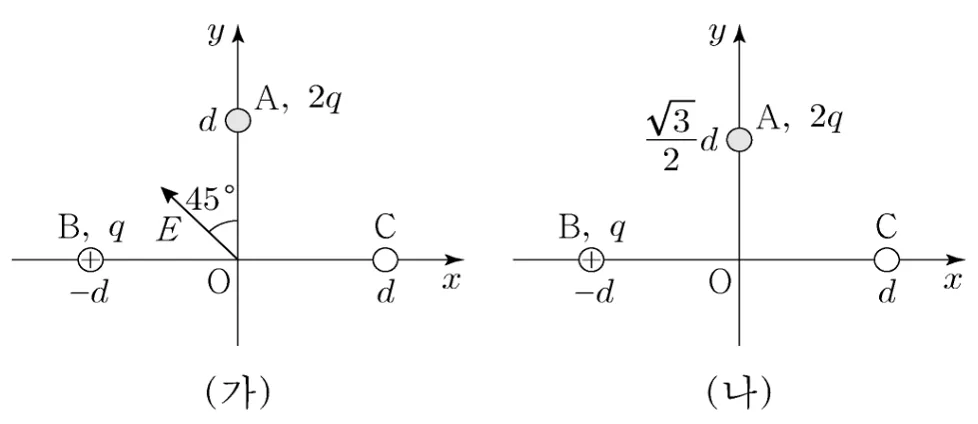 y
A, 2q
d
45°
B, q
E
C
+
O
−d
d
x
(가)
y
A, 2q
√3/2 d
B, q
C
+
O
−d
d
x
(나)